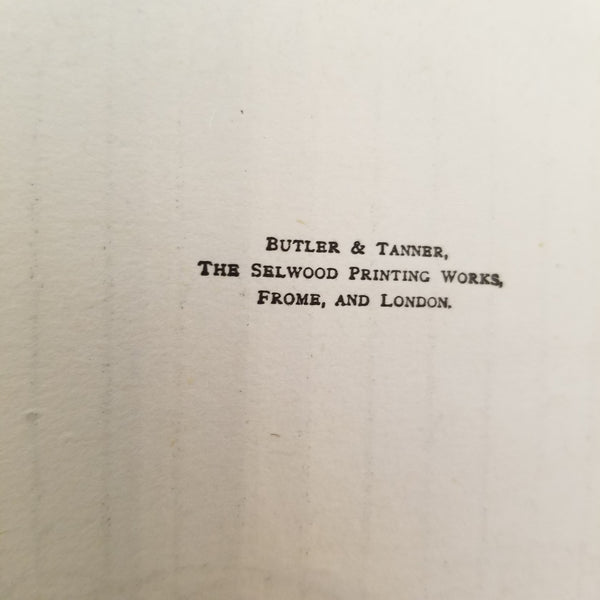 Butler & Tanner,
The Selwood Printing Works,
Frome, and London.